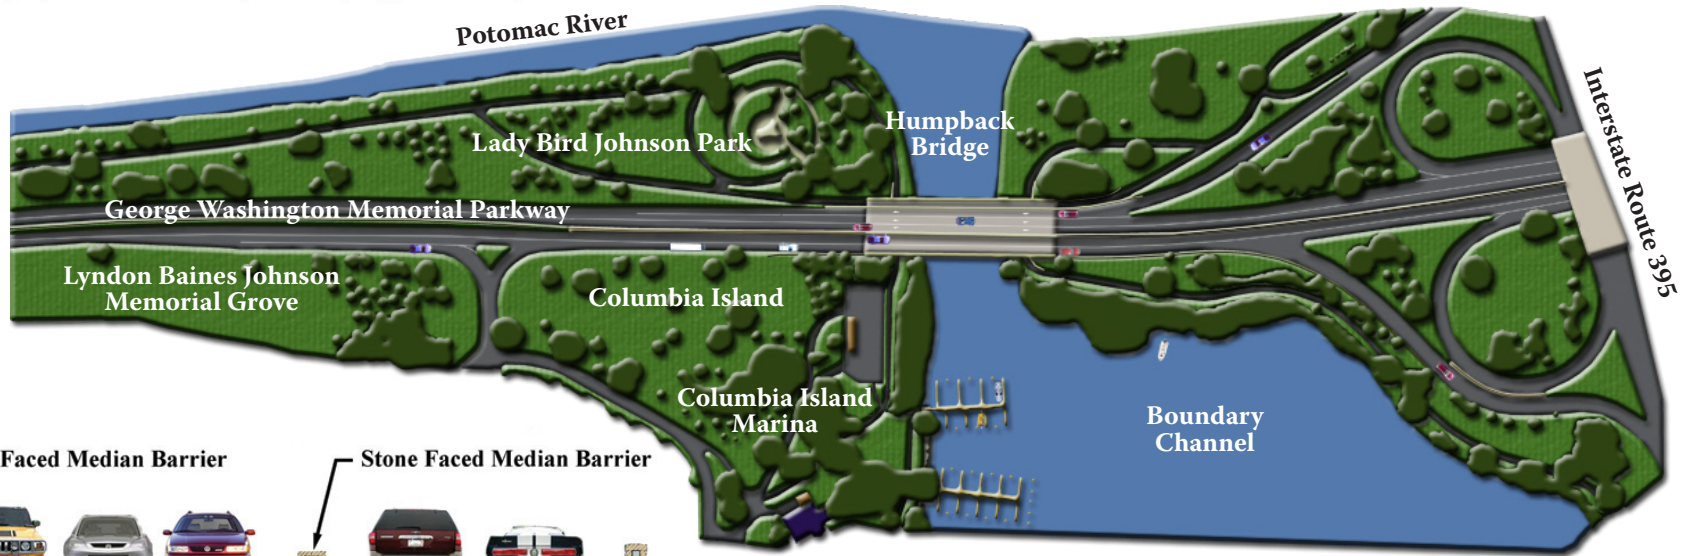 Potomac River
Humpback
Bridge
Lady Bird Johnson Park
Interstate Route 395
George Washington Memorial Parkway
Lyndon Baines Johnson
Memorial Grove
Columbia Island
Columbia Island
Marina
Boundary
Channel
Faced Median Barrier
Stone Faced Median Barrier